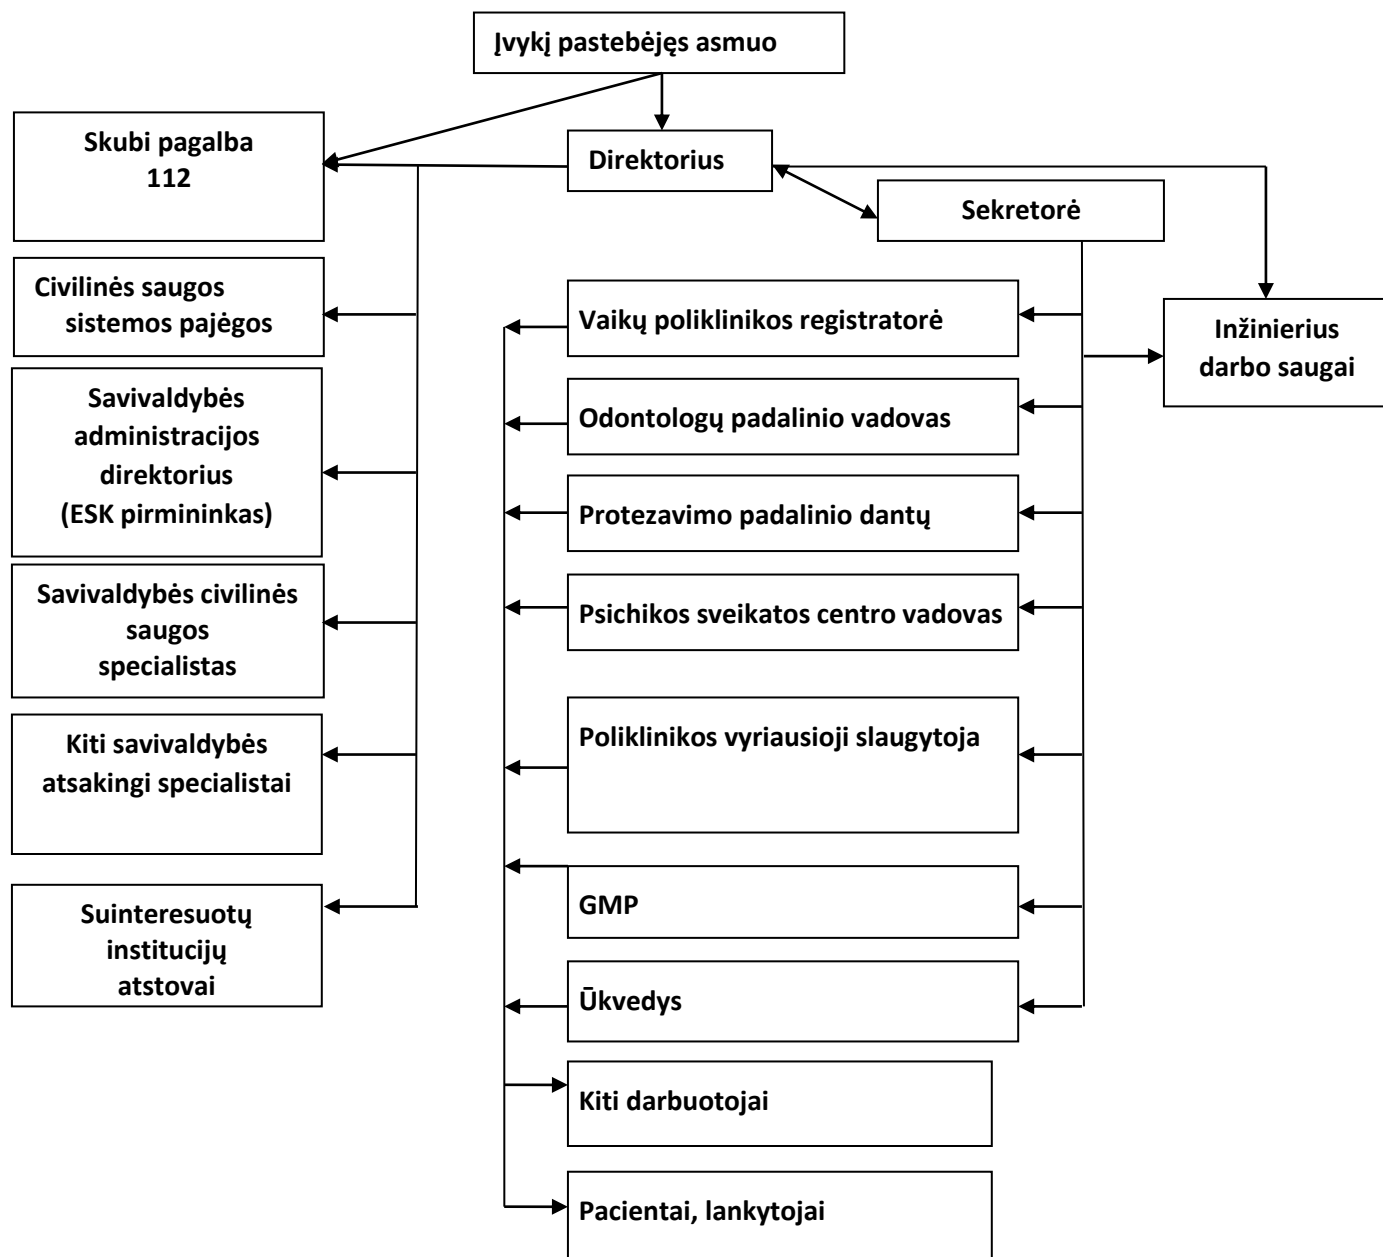 Įvykį pastebėjęs asmuo
Skubi pagalba
112
Direktorius
Sekretorė
Civilinės saugos
sistemos pajėgos
Vaikų poliklinikos registratorė
Inžinierius
darbo saugai
Savivaldybės
administracijos
direktorius
(ESK pirmininkas)
Odontologų padalinio vadovas
Protezavimo padalinio dantų
Savivaldybės civilinės
saugos
specialistas
Psichikos sveikatos centro vadovas
Kiti savivaldybės
atsakingi specialistai
Poliklinikos vyriausioji slaugytoja
Suinteresuotų
institucijų
atstovai
GMP
Ūkvedys
Kiti darbuotojai
Pacientai, lankytojai